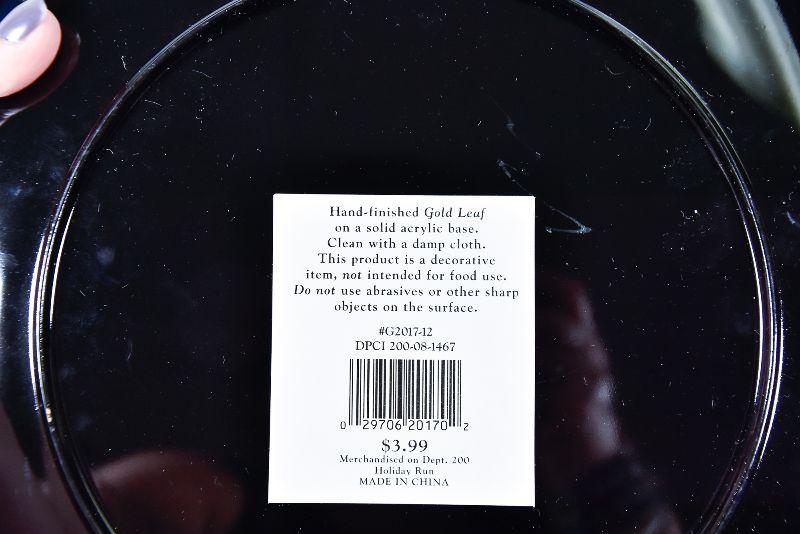 Hand-finished Gold Leaf
on a solid acrylic base.
Clean with a damp cloth.
This product is a decorative
item, not intended for food use.
Do not use abrasives or other sharp
objects on the surface.
#G2017-12
DPCI 200-08-1467
0 29706 20170 2
$3.99
Merchandised on Dept. 200
Holiday Run
MADE IN CHINA